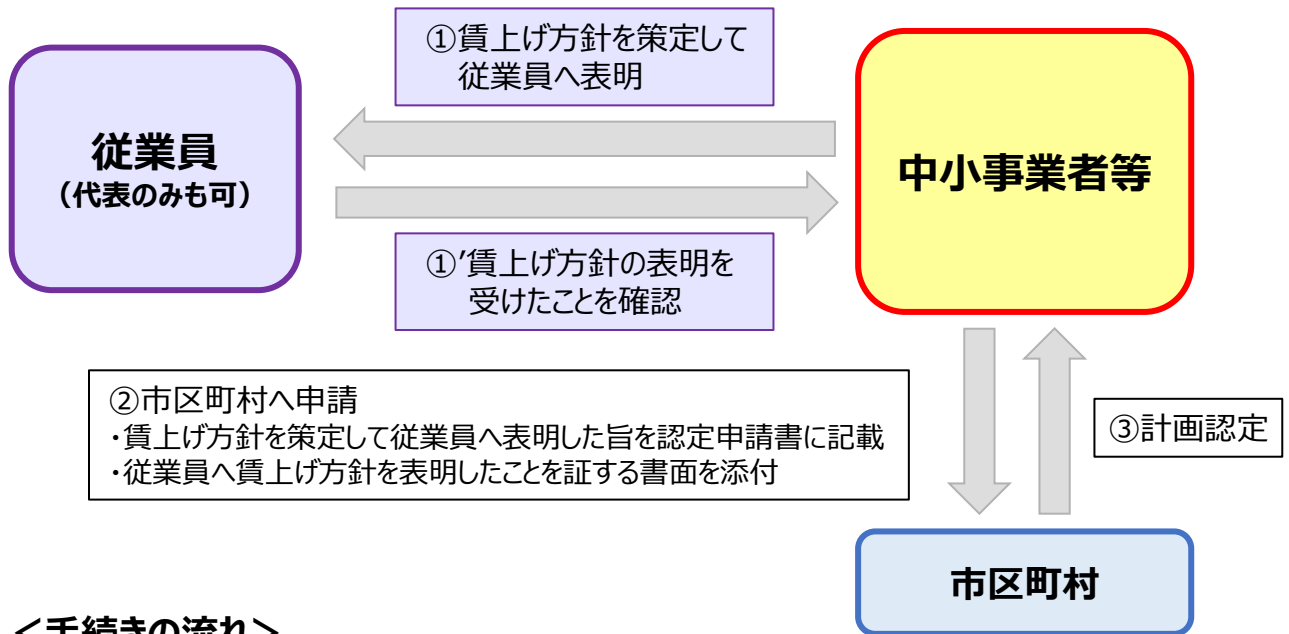 ①賃上げ方針を策定して
従業員へ表明
従業員
（代表のみも可）
中小事業者等
①′賃上げ方針の表明を
受けたことを確認
②市区町村へ申請
・賃上げ方針を策定して従業員へ表明した旨を認定申請書に記載
・従業員へ賃上げ方針を表明したことを証する書面を添付
③計画認定
市区町村
＜手続きの流れ＞